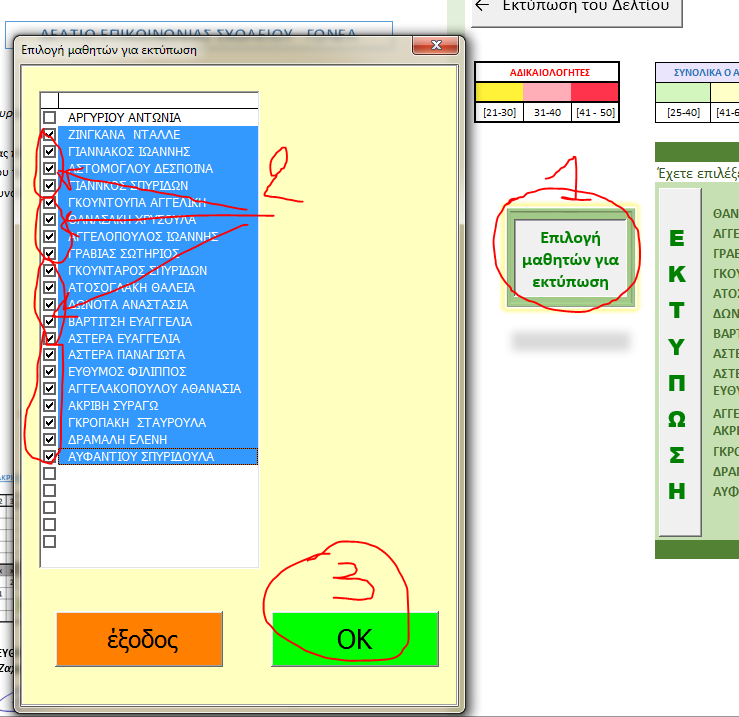 ← Εκτύπωση του Δελτίου
ΔΕΛΤΙΟ ΕΠΙΚΟΙΝΩΝΙΑΣ ΣΧΟΛΕΙΟΥ - ΓΟΝΕΑ
Επιλογή μαθητών για εκτύπωση
ΑΡΓΥΡΙΟΥ ΑΝΤΩΝΙΑ
ΖΙΝΓΚΑΝΑ ΝΤΑΛΛΕ
ΓΙΑΝΝΑΚΟΣ ΙΩΑΝΝΗΣ
ΑΣΤΟΜΟΓΛΟΥ ΔΕΣΠΟΙΝΑ
ΓΙΑΝΝΚΟΣ ΣΠΥΡΙΔΩΝ
ΓΚΟΥΝΤΟΥΠΑ ΑΓΓΕΛΙΚΗ
ΘΑΝΑΣΑΚΗ ΧΡΥΣΟΥΛΑ
ΑΓΓΕΛΟΠΟΥΛΟΣ ΙΩΑΝΝΗΣ
ΓΡΑΒΙΑΣ ΣΩΤΗΡΙΟΣ
ΓΚΟΥΝΤΑΡΟΣ ΣΠΥΡΙΔΩΝ
ΑΤΟΣΟΓΛΑΚΗ ΘΑΛΕΙΑ
ΔΩΝΟΤΑ ΑΝΑΣΤΑΣΙΑ
ΒΑΡΤΙΤΣΗ ΕΥΑΓΓΕΛΙΑ
ΑΣΤΕΡΑ ΕΥΑΓΓΕΛΙΑ
ΑΣΤΕΡΑ ΠΑΝΑΓΙΩΤΑ
ΕΥΘΥΜΟΣ ΦΙΛΙΠΠΟΣ
ΑΓΓΕΛΑΚΟΠΟΥΛΟΥ ΑΘΑΝΑΣΙΑ
ΑΚΡΙΒΗ ΣΥΡΑΓΩ
ΓΚΡΟΠΑΚΗ ΣΤΑΥΡΟΥΛΑ
ΔΡΑΜΑΛΗ ΕΛΕΝΗ
ΑΥΦΑΝΤΙΟΥ ΣΠΥΡΙΔΟΥΛΑ
2
3
έξοδος
OK
ΑΔΙΚΑΙΟΛΟΓΗΤΕΣ
[21-30] 31-40 [41 - 50]
1
Επιλογή
μαθητών για
εκτύπωση
ΣΥΝΟΛΙΚΑ Ο Α
[25-40] [41-6
Έχετε επιλέξε
ΕΚΤΥΠΩΣΗ
ΘΑΝ
ΑΓΓΕ
ΓΡΑΒ
ΓΚΟΥ
ΑΤΟΣ
ΔΩΝ
ΒΑΡΤ
ΑΣΤΕ
ΑΣΤΕ
ΕΥΘΥ
ΑΓΓΕ
ΑΚΡΙ
ΓΚΡΟ
ΔΡΑΝ
ΑΥΦΑ